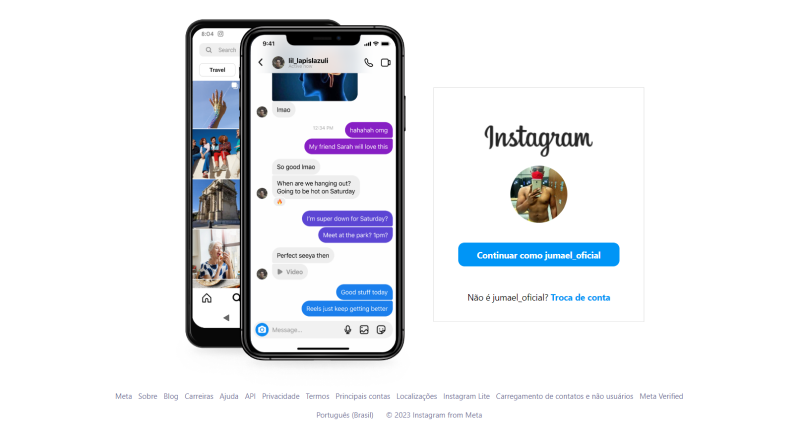 8:04
Search
Travel
9:41
lil_lapislazuli
lmao
12:34 PM
hahahah omg
My friend Sarah will love this
So good lmao
When are we hanging out?
Going to be hot on Saturday
I'm super down for Saturday?
Meet at the park? 1pm?
Perfect seeya then
Video
Good stuff today
Reels just keep getting better
Message...
Instagram
Continuar como jumael_oficial
Não é jumael_oficial? Troca de conta
Meta Sobre Blog Carreiras Ajuda API Privacidade Termos Principais contas Localizações Instagram Lite Carregamento de contatos e não usuários Meta Verified
Português (Brasil) © 2023 Instagram from Meta